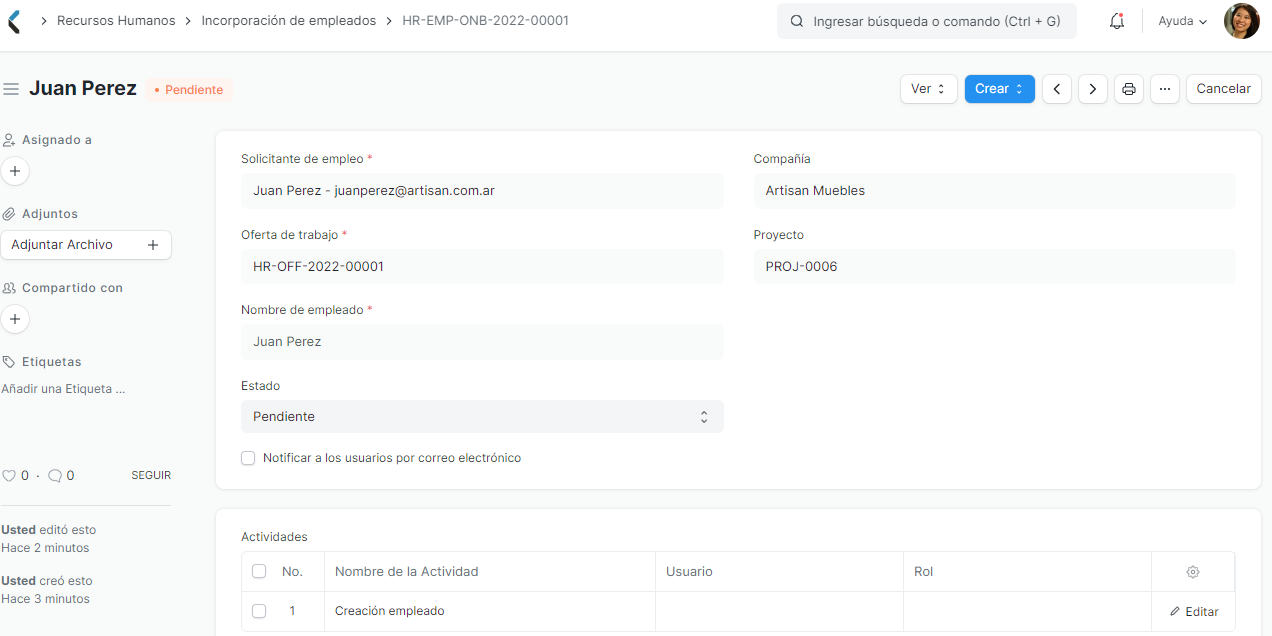 Recursos Humanos > Incorporación de empleados > HR-EMP-ONB-2022-00001
Ingresar búsqueda o comando (Ctrl + G)
Ayuda
Juan Perez
Pendiente
Ver
Crear
...
Cancelar
Asignado a
Adjuntos
Adjuntar Archivo +
Compartido con
Etiquetas
Añadir una Etiqueta ...
0 · 0 SEGUIR
Usted editó esto
Hace 2 minutos
Usted creó esto
Hace 3 minutos
Solicitante de empleo *
Juan Perez - juanperez@artisan.com.ar
Compañía
Artisan Muebles
Oferta de trabajo *
HR-OFF-2022-00001
Proyecto
PROJ-0006
Nombre de empleado *
Juan Perez
Estado
Pendiente
Notificar a los usuarios por correo electrónico
Actividades
No. Nombre de la Actividad Usuario Rol
1 Creación empleado Editar